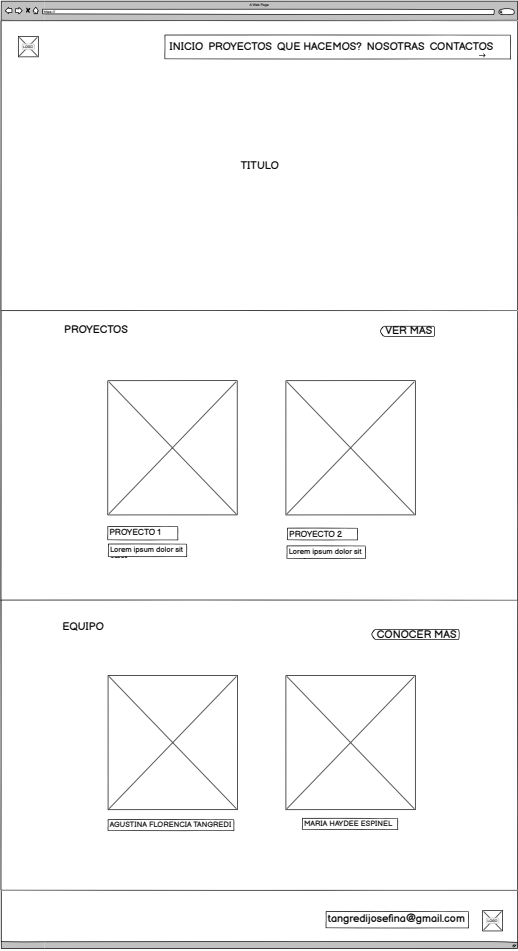 A Web Page
https://
LOGO
INICIO PROYECTOS QUE HACEMOS? NOSOTRAS CONTACTOS
TITULO
PROYECTOS
VER MAS
PROYECTO 1
PROYECTO 2
Lorem ipsum dolor sit
Lorem ipsum dolor sit
EQUIPO
CONOCER MAS
AGUSTINA FLORENCIA TANGREDI
MARIA HAYDEE ESPINEL
tangredijosefina@gmail.com
LOGO